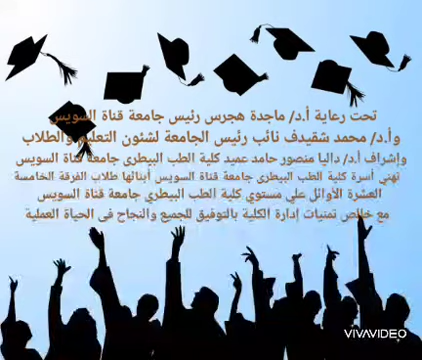 تحت رعاية أ.د/ ماجدة هجرس رئيس جامعة قناة السويس
وأ.د/ محمد شقيدف نائب رئيس الجامعة لشئون التعليم والطلاب
وإشراف أ.د/ داليا منصور حامد عميد كلية الطب البيطرى جامعة قناة السويس
تهني أسرة كلية الطب البيطرى جامعة قناة السويس أبنائها طلاب الفرقة الخامسة
العشرة الأوائل علي مستوي كلية الطب البيطري جامعة قناة السويس
مع خالص تمنيات إدارة الكلية بالتوفيق للجميع والنجاح فى الحياة العملية
VIVAVIDEO